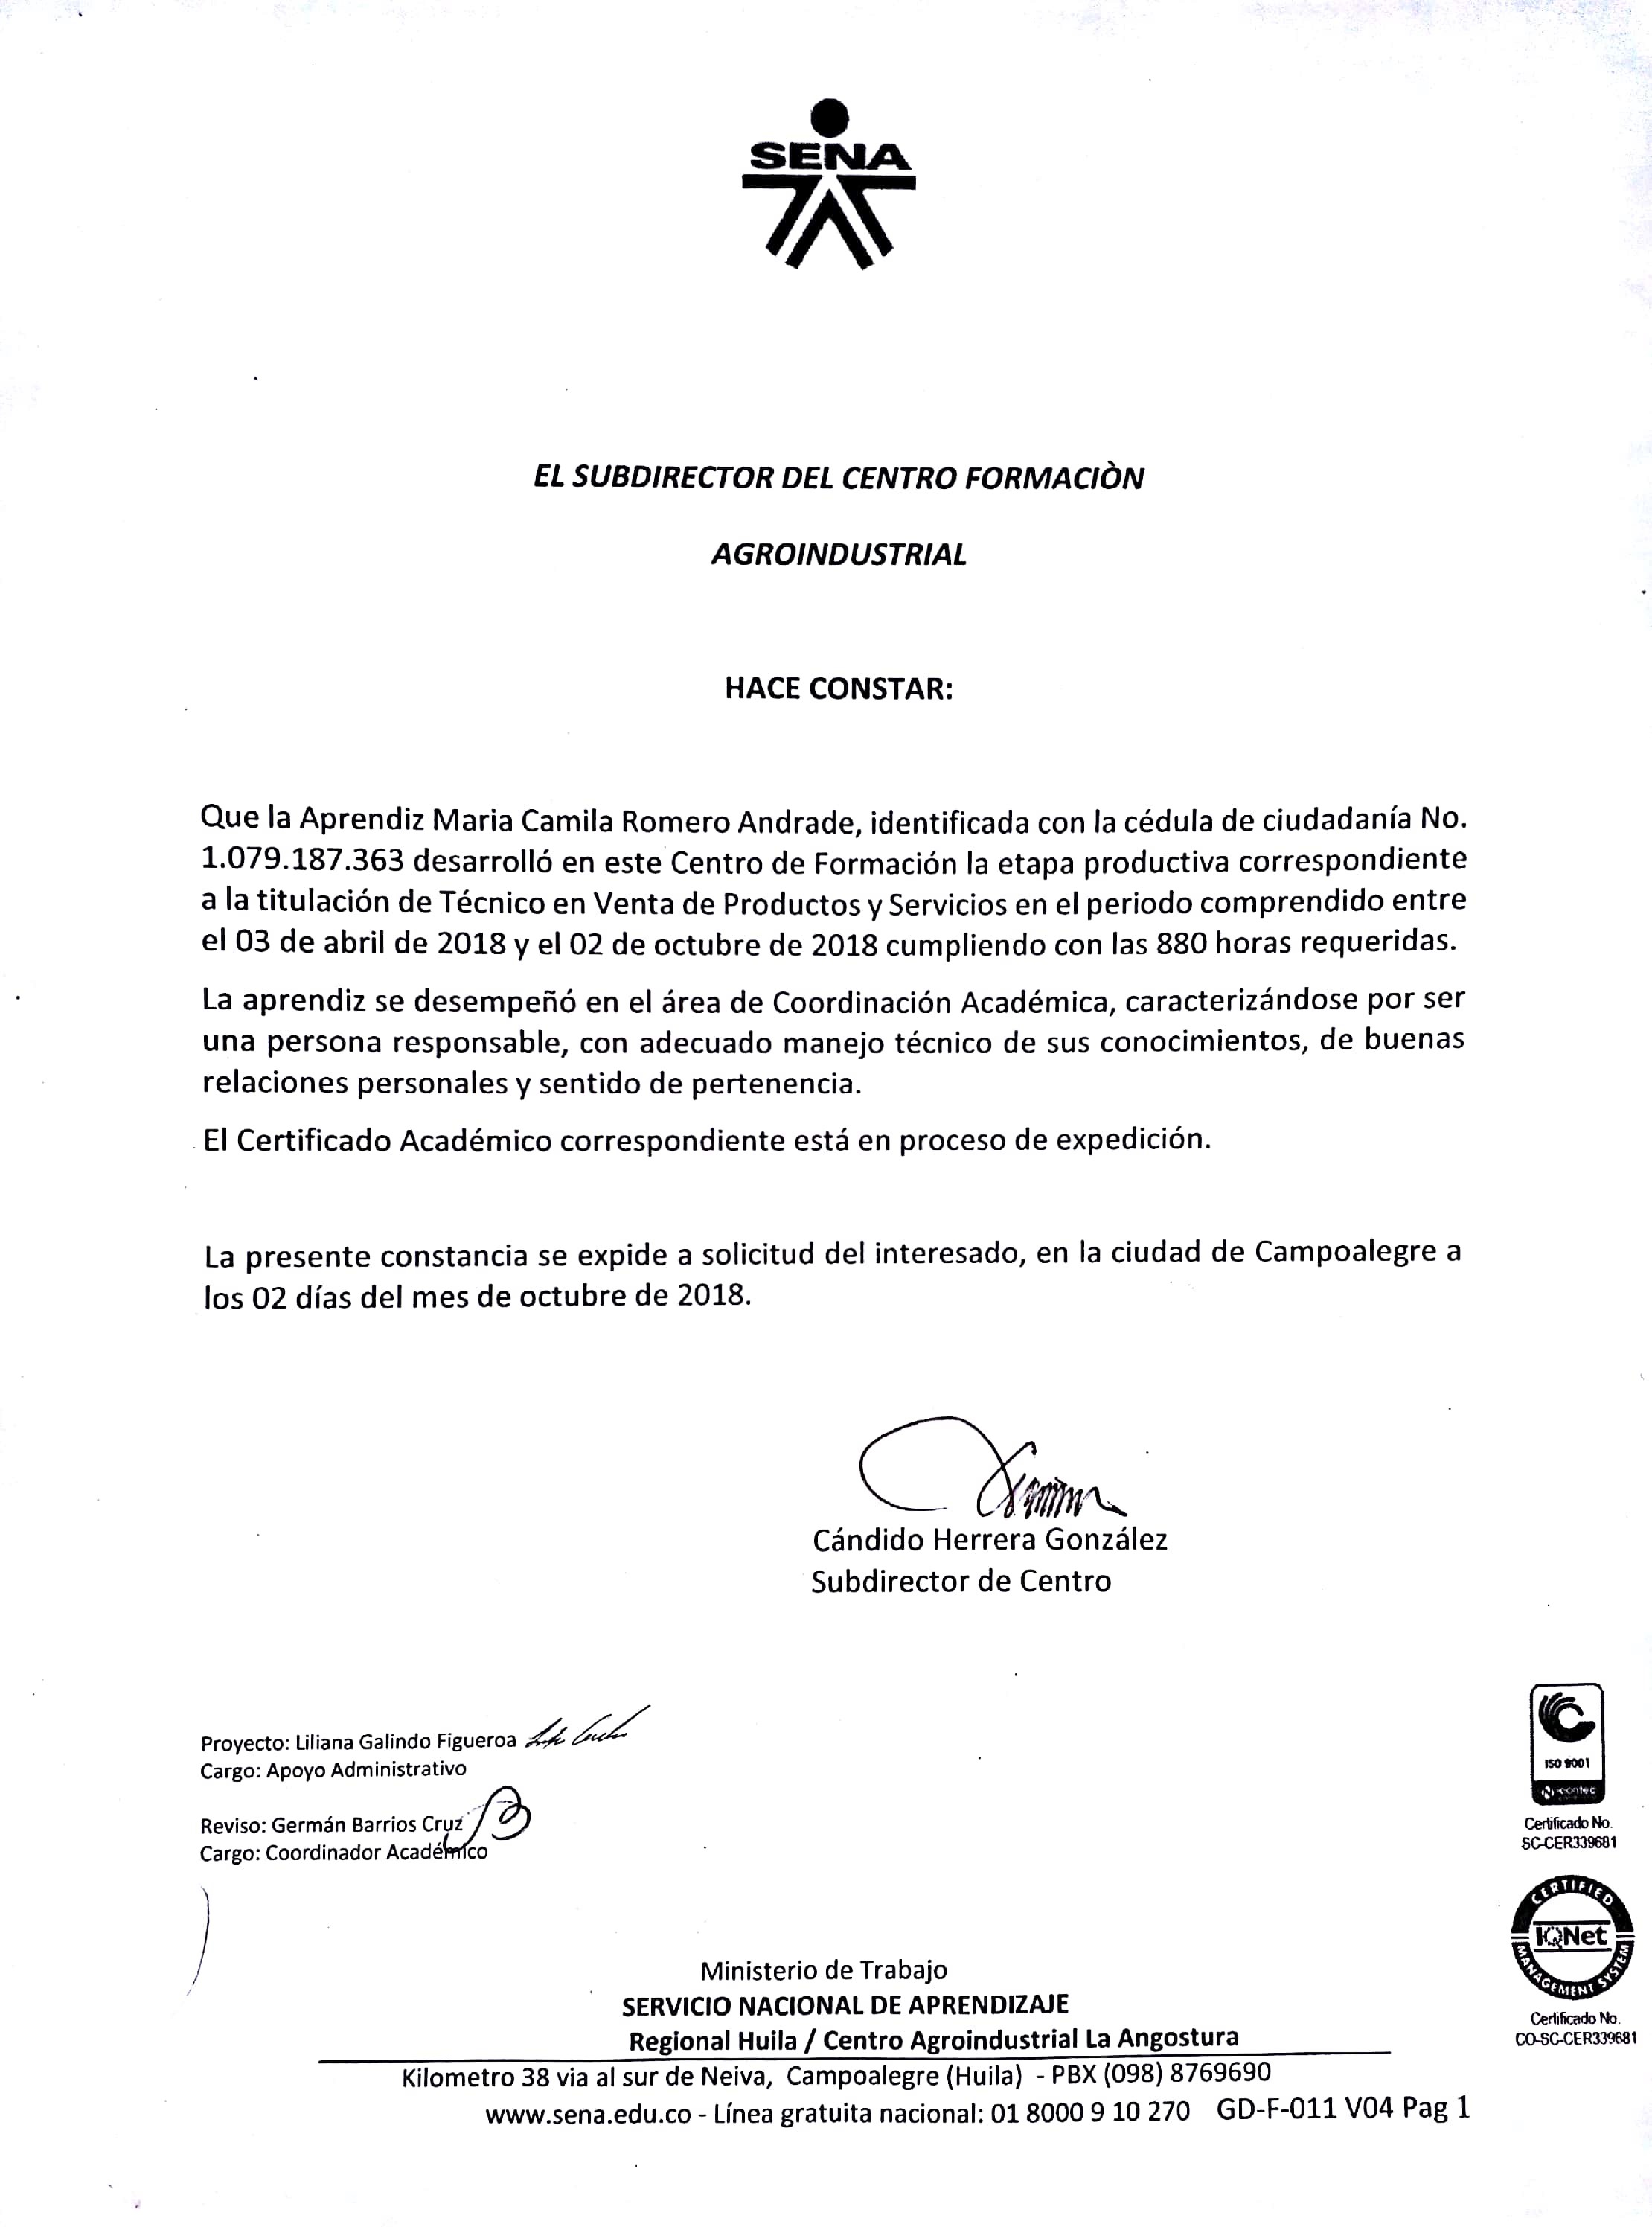 SENA
EL SUBDIRECTOR DEL CENTRO FORMACIÒN
AGROINDUSTRIAL
HACE CONSTAR:
Que la Aprendiz Maria Camila Romero Andrade, identificada con la cédula de ciudadanía No.
1.079.187.363 desarrolló en este Centro de Formación la etapa productiva correspondiente
a la titulación de Técnico en Venta de Productos y Servicios en el periodo comprendido entre
el 03 de abril de 2018 y el 02 de octubre de 2018 cumpliendo con las 880 horas requeridas.
La aprendiz se desempeñó en el área de Coordinación Académica, caracterizándose por ser
una persona responsable, con adecuado manejo técnico de sus conocimientos, de buenas
relaciones personales y sentido de pertenencia.
El Certificado Académico correspondiente está en proceso de expedición.
La presente constancia se expide a solicitud del interesado, en la ciudad de Campoalegre a
los 02 días del mes de octubre de 2018.
Cándido Herrera González
Subdirector de Centro
Proyecto: Liliana Galindo Figueroa
Cargo: Apoyo Administrativo
Reviso: Germán Barrios Cruz
Cargo: Coordinador Académico
ISO 9001
icontec
Certificado No.
SC-CER339681
CERTIFIED
IQNet
MANAGEMENT SYSTEM
Certificado No.
CO-SC-CER339681
Ministerio de Trabajo
SERVICIO NACIONAL DE APRENDIZAJE
Regional Huila / Centro Agroindustrial La Angostura
Kilometro 38 via al sur de Neiva, Campoalegre (Huila) - PBX (098) 8769690
www.sena.edu.co - Línea gratuita nacional: 01 8000 9 10 270 GD-F-011 V04 Pag 1